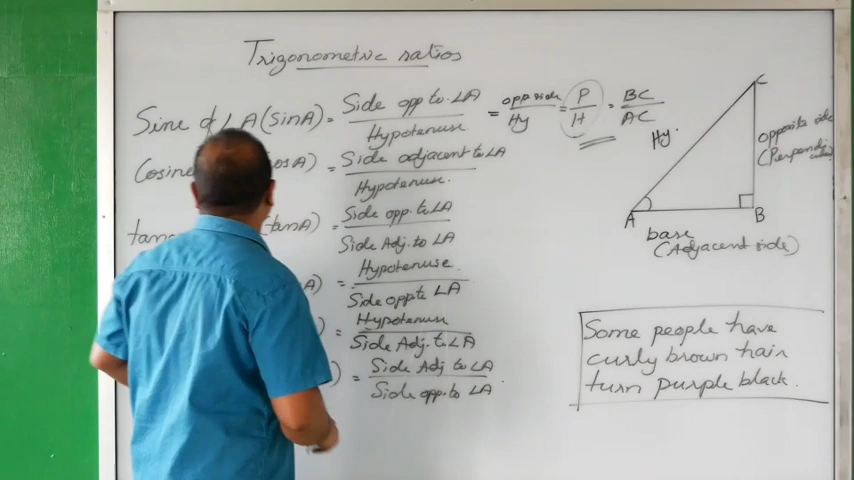 Trigonometric ratios
Sine of ∠A (sinA) = Side opp to ∠A / Hypotenuse = opp side / Hy = P / H = BC / AC
Cosine osA) = Side adjacent to ∠A / Hypotenuse.
tan (tanA) = Side opp. to ∠A / Side Adj. to ∠A
A) = Hypotenuse / Side opp to ∠A
) = Hypotenuse / Side Adj. to ∠A
) = Side Adj to ∠A / Side opp. to ∠A
C
Hy.
opposite side
(Perpendicular)
A
B
base
(Adjacent side)
Some people have
curly brown hair
turn purple black.